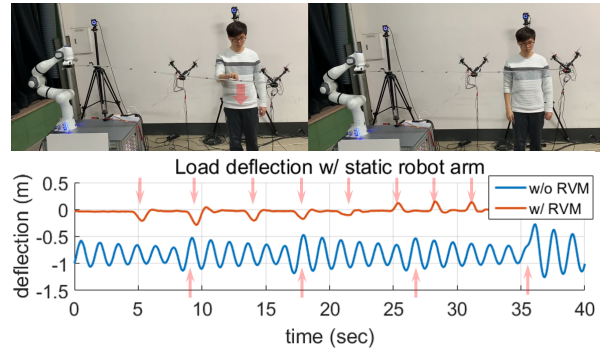 Load deflection w/ static robot arm
deflection (m)
0.5
0
-0.5
-1
-1.5
w/o RVM
w/ RVM
0
5
10
15
20
25
30
35
40
time (sec)